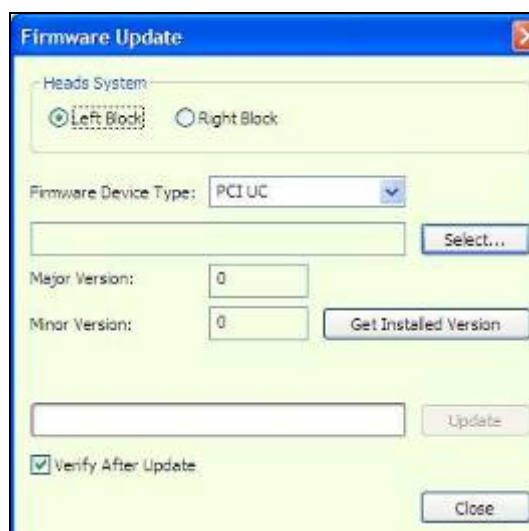 Firmware Update
Heads System
Left Block Right Block
Firmware Device Type: PCI UC
Select...
Major Version: 0
Minor Version: 0 Get Installed Version
Update
Verify After Update
Close